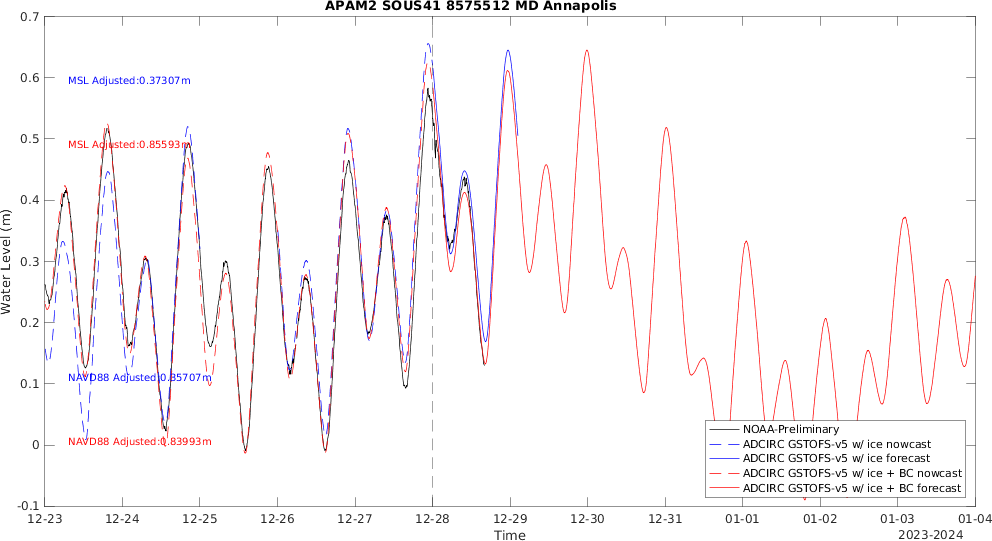 APAM2 SOUS41 8575512 MD Annapolis
Water Level (m)
0.7
0.6
0.5
0.4
0.3
0.2
0.1
0
-0.1
MSL Adjusted:0.37307m
MSL Adjusted:0.85593m
NAVD88 Adjusted:0.35707m
NAVD88 Adjusted:0.83993m
NOAA-Preliminary
ADCIRC GSTOFS-v5 w/ ice nowcast
ADCIRC GSTOFS-v5 w/ ice forecast
ADCIRC GSTOFS-v5 w/ ice + BC nowcast
ADCIRC GSTOFS-v5 w/ ice + BC forecast
12-23 12-24 12-25 12-26 12-27 12-28 12-29 12-30 12-31 01-01 01-02 01-03 01-04
Time
2023-2024